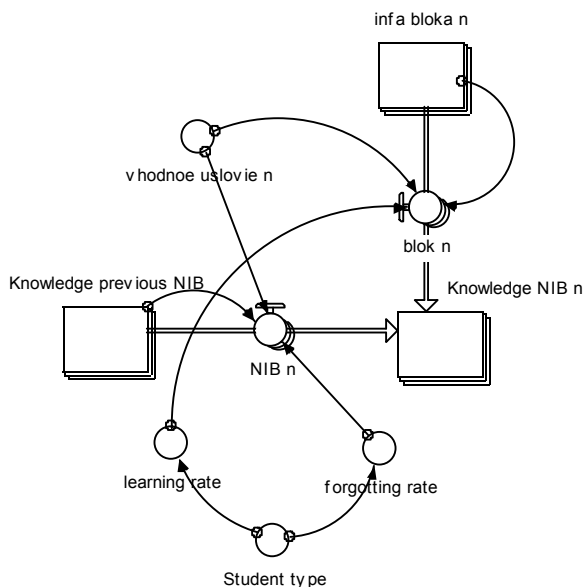 infa bloka n
vhodnoe uslovie n
blok n
Knowledge previous NIB
Knowledge NIB n
NIB n
learning rate
forgotting rate
Student type